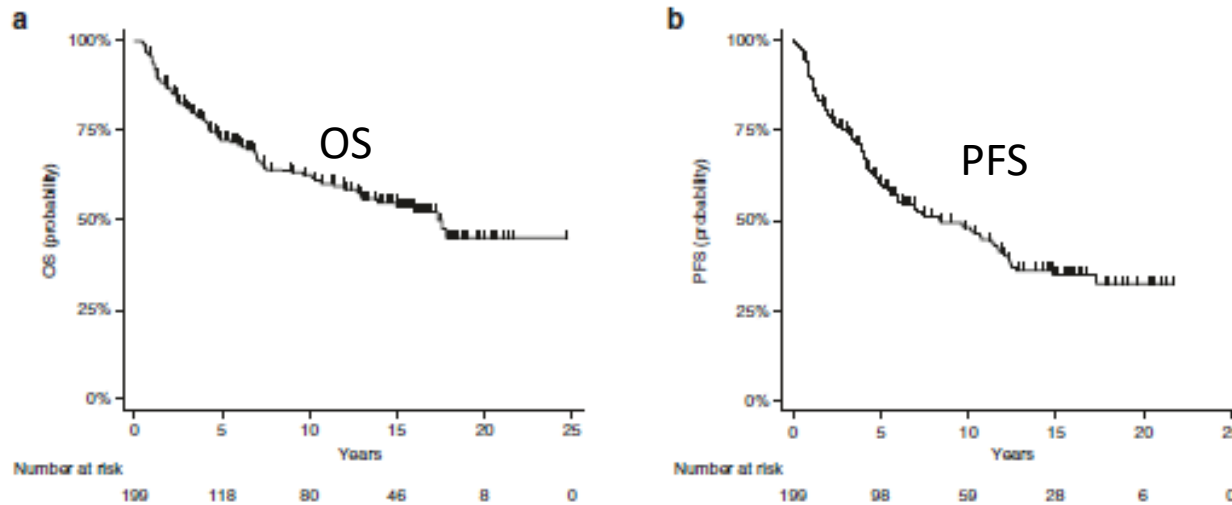 a
b
100%
75%
50%
25%
0%
OS (probability)
OS
0 5 10 15 20 25
Years
Number at risk
199 118 80 46 8 0
100%
75%
50%
25%
0%
PFS (probability)
PFS
0 5 10 15 20
Years
Number at risk
199 98 59 28 6